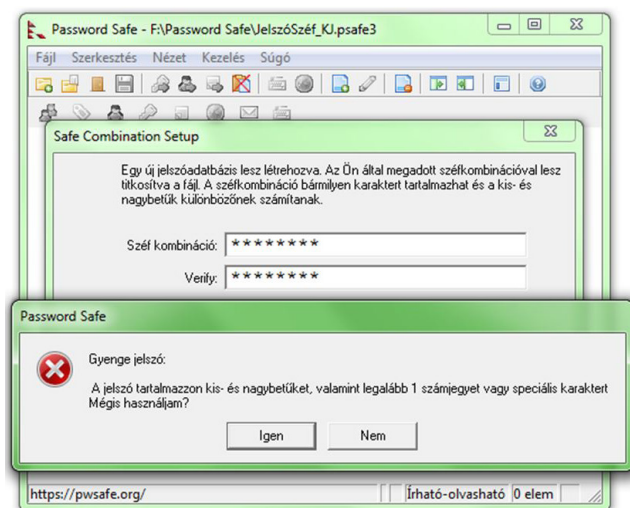 Password Safe - F:\Password Safe\JelszóSzéf_KJ.psafe3
Fájl Szerkesztés Nézet Kezelés Súgó
Safe Combination Setup
Egy új jelszóadatbázis lesz létrehozva. Az Ön által megadott széfkombinációval lesz
titkosítva a fájl. A széfkombináció bármilyen karaktert tartalmazhat és a kis- és
nagybetűk különbözőnek számítanak.
Széf kombináció: ********
Verify: ********
Password Safe
Gyenge jelszó:
A jelszó tartalmazzon kis- és nagybetűket, valamint legalább 1 számjegyet vagy speciális karaktert
Mégis használjam?
Igen Nem
https://pwsafe.org/ Írható-olvasható 0 elem